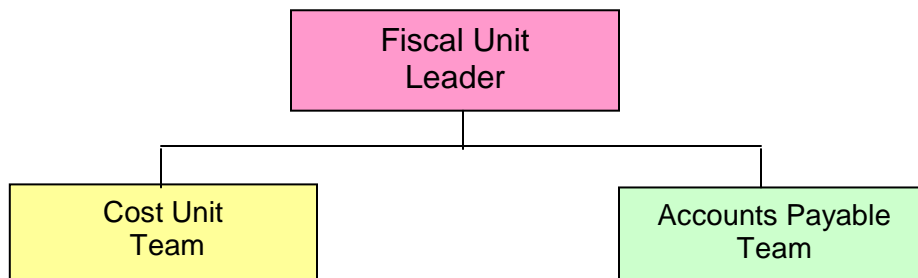 Fiscal Unit
Leader
Cost Unit
Team
Accounts Payable
Team